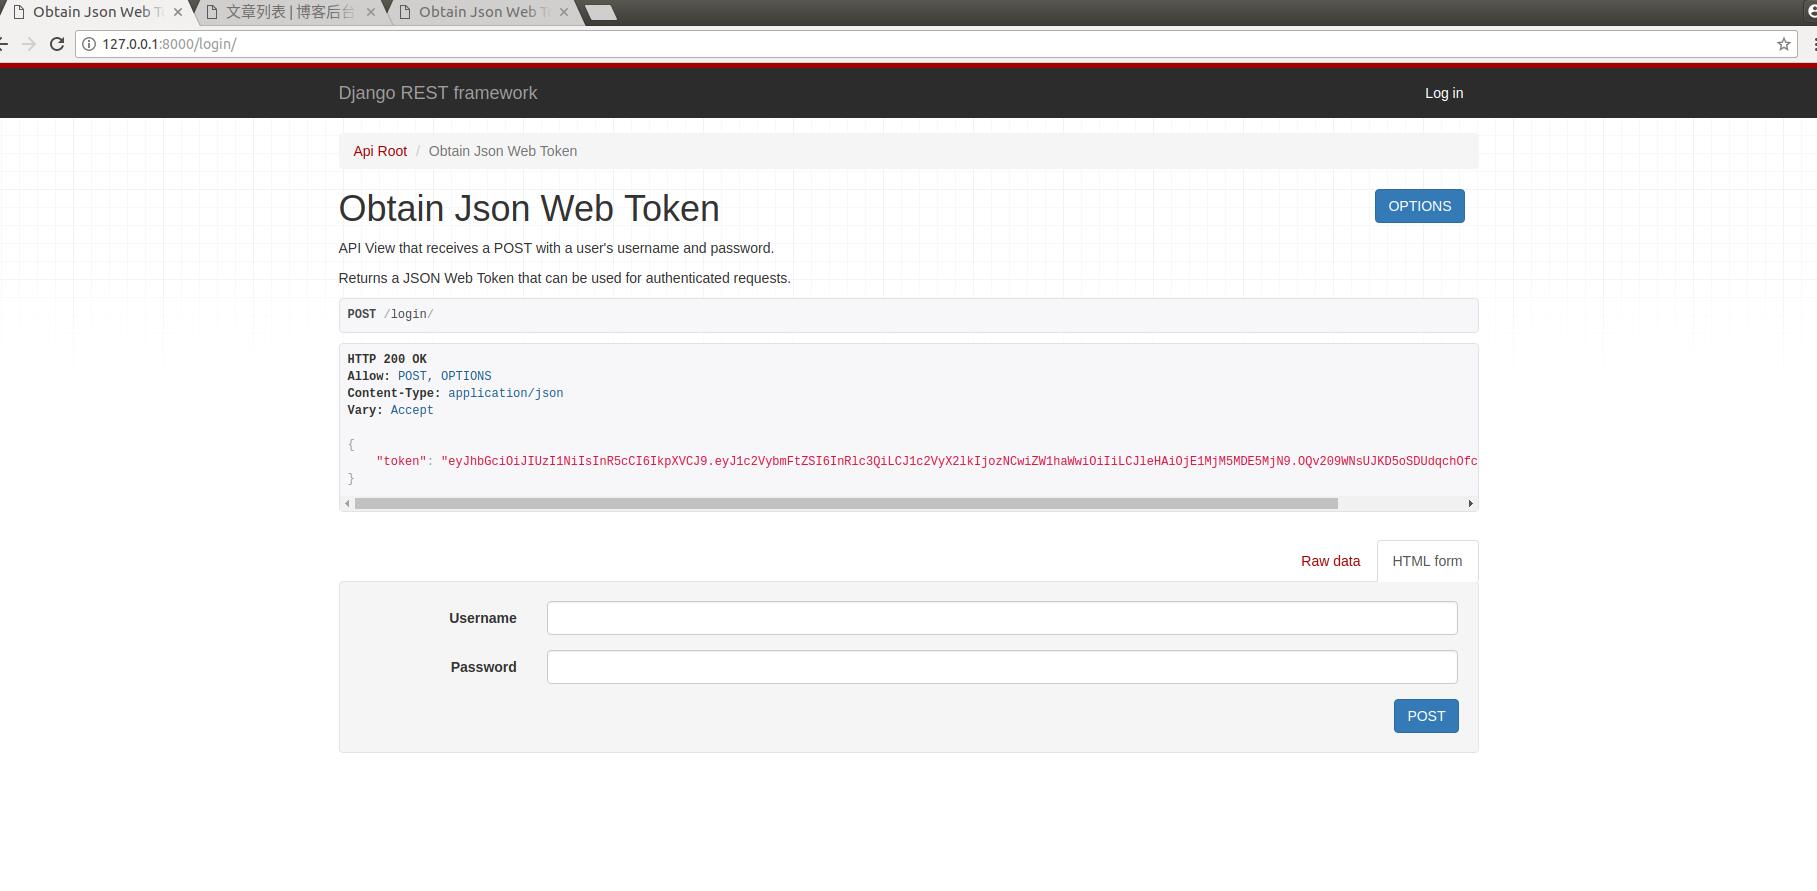 Obtain Json Web T
文章列表 | 博客后台
Obtain Json Web T
127.0.0.1:8000/login/
Django REST framework
Log in
Api Root / Obtain Json Web Token
Obtain Json Web Token
OPTIONS
API View that receives a POST with a user's username and password.
Returns a JSON Web Token that can be used for authenticated requests.
POST /login/
HTTP 200 OK
Allow: POST, OPTIONS
Content-Type: application/json
Vary: Accept
{
"token": "eyJhbGciOiJIUzI1NiIsInR5cCI6IkpXVCJ9.eyJ1c2VybmFtZSI6InRlc3QiLCJ1c2VyX2lkIjozNCwiZW1haWwiOiIiLCJleHAiOjE1MjM5MDE5MjN9.OQv209WNsUJKD5oSDUdqchOfc
}
Raw data
HTML form
Username
Password
POST